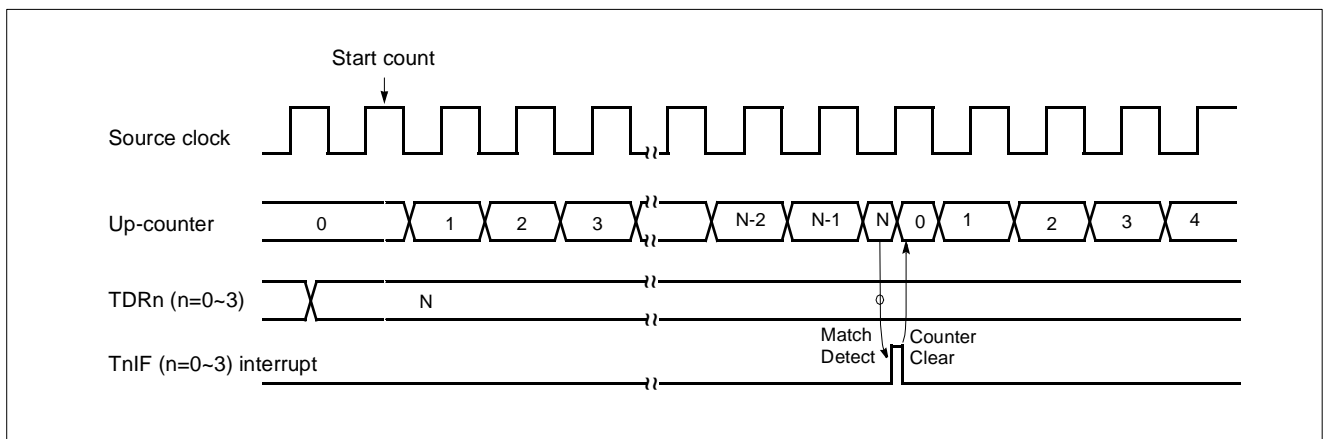 Start count
Source clock
Up-counter
0 1 2 3 N-2 N-1 N 0 1 2 3 4
TDRn (n=0~3)
N
Match
Detect
Counter
Clear
TnIF (n=0~3) interrupt